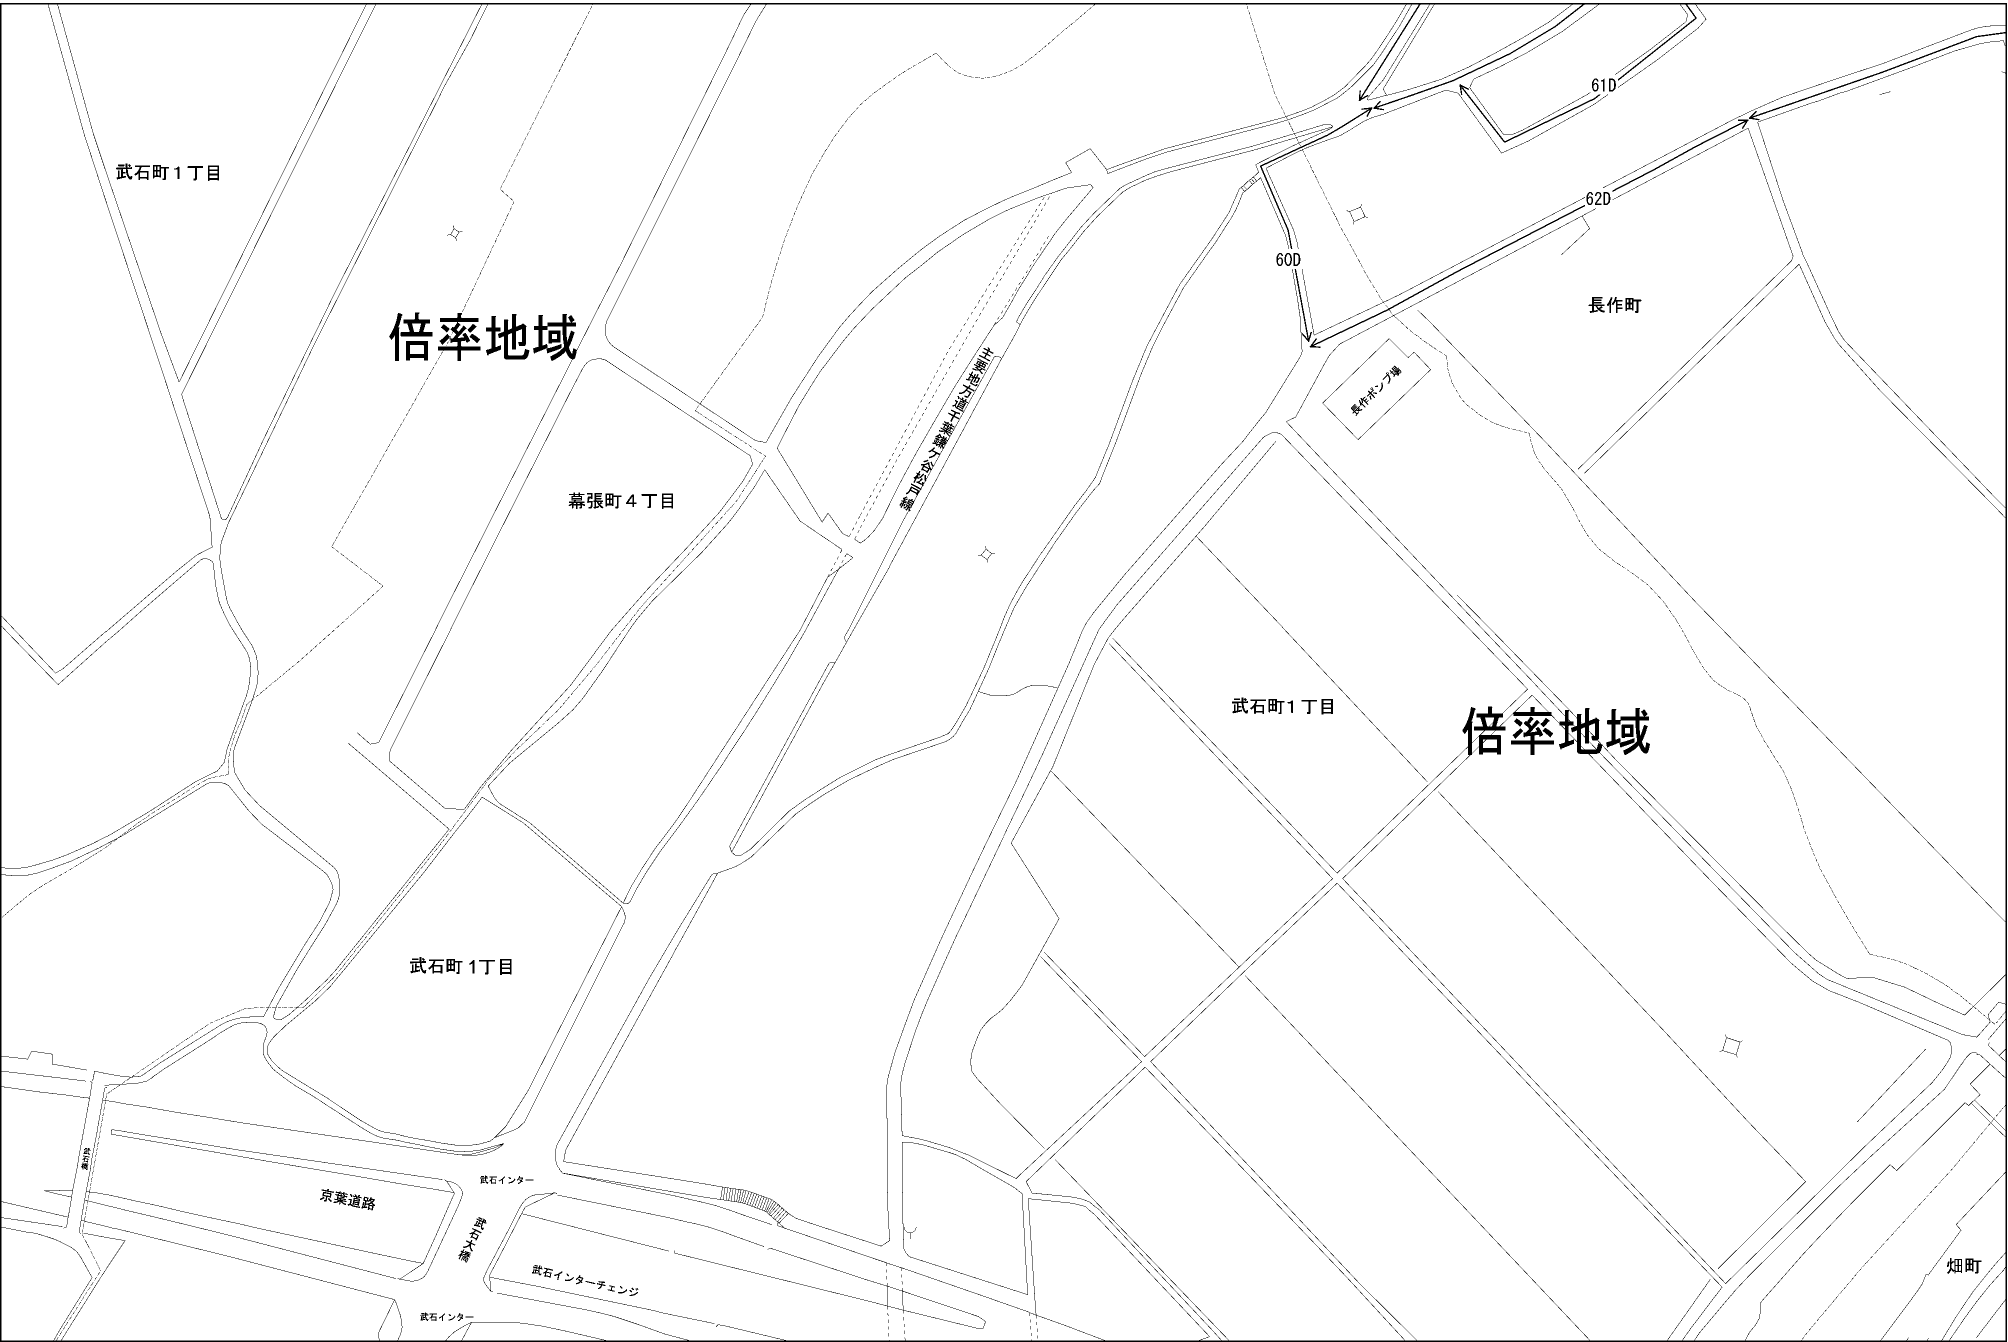 61D
武石町1丁目
62D
60D
長作町
倍率地域
主要地方道千葉鎌ケ谷松戸線
長作ポンプ場
幕張町4丁目
武石町1丁目
倍率地域
武石町1丁目
武石橋
武石インター
京葉道路
武石大橋
武石インターチェンジ
畑町
武石インター